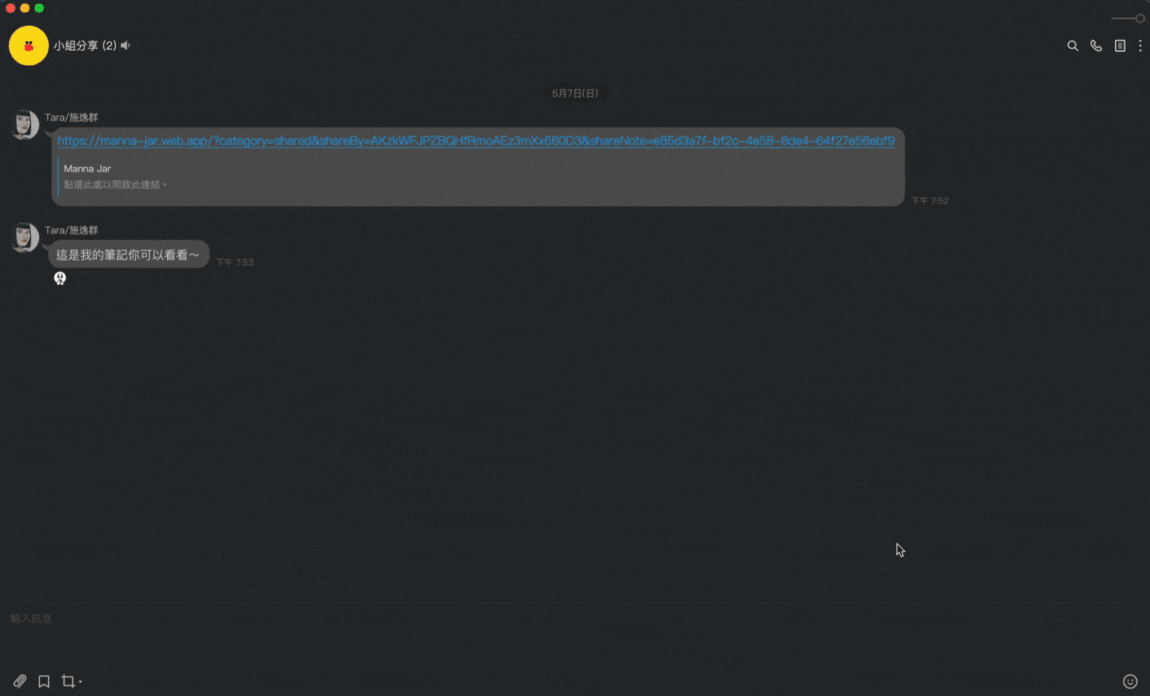 小組分享 (2)
5月7日(日)
Tara/施逸群
https://manna-jar.web.app/?category=shared&shareBy=AKzkWFJPZBQHfRmoAEz3mXx680D3&shareNote=e85d3a7f-bf2c-4e58-8de4-64f27e56ebf9
Manna Jar
點選此處以開啟此連結。
下午 7:52
Tara/施逸群
這是我的筆記你可以看看～
下午 7:53
輸入訊息